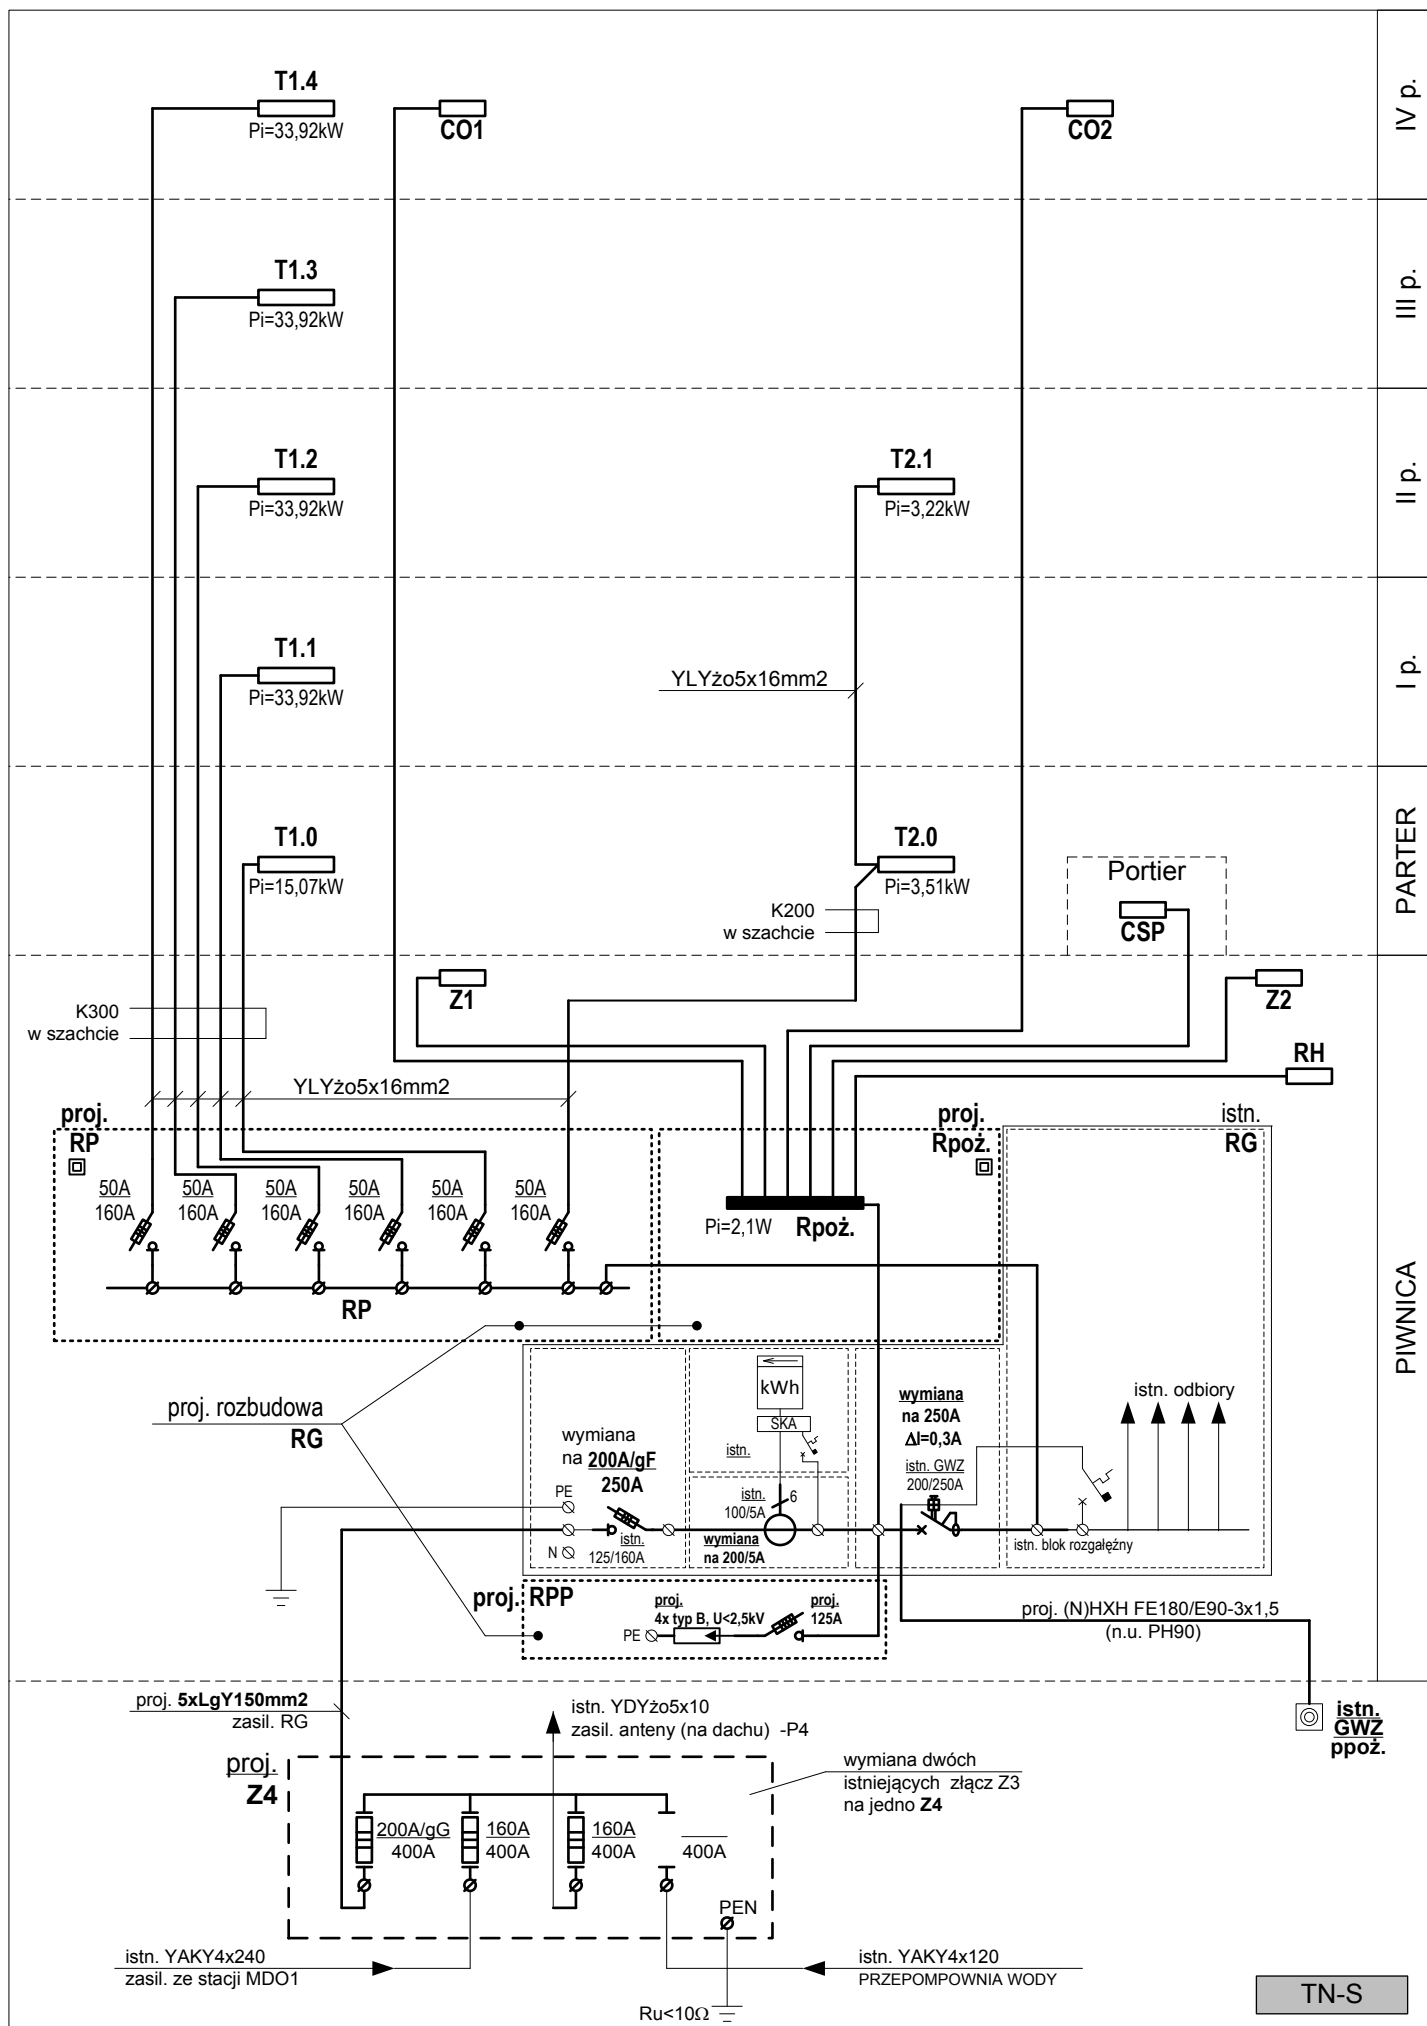 T1.4
Pi=33,92kW
CO1
CO2
IV p.
T1.3
Pi=33,92kW
III p.
T1.2
Pi=33,92kW
T2.1
Pi=3,22kW
II p.
T1.1
Pi=33,92kW
YLYżo5x16mm2
I p.
T1.0
Pi=15,07kW
T2.0
Pi=3,51kW
K200
w szachcie
Portier
CSP
PARTER
Z1
Z2
K300
w szachcie
RH
YLYżo5x16mm2
proj.
RP
proj.
Rpoż.
istn.
RG
50A
160A
50A
160A
50A
160A
50A
160A
50A
160A
50A
160A
Pi=2,1W
Rpoż.
RP
PIWNICA
proj. rozbudowa
RG
kWh
SKA
istn.
wymiana
na 200A/gF
250A
wymiana
na 250A
ΔI=0,3A
istn. GWZ
200/250A
istn. odbiory
PE
N
istn.
125/160A
istn.
100/5A
6
wymiana
na 200/5A
istn. blok rozgałęźny
proj. RPP
proj.
4x typ B, U<2,5kV
proj.
125A
PE
proj. (N)HXH FE180/E90-3x1,5
(n.u. PH90)
istn.
GWZ
ppoż.
proj. 5xLgY150mm2
zasil. RG
istn. YDYżo5x10
zasil. anteny (na dachu) -P4
proj.
Z4
wymiana dwóch
istniejących złącz Z3
na jedno Z4
200A/gG
400A
160A
400A
160A
400A
400A
PEN
istn. YAKY4x240
zasil. ze stacji MDO1
istn. YAKY4x120
PRZEPOMPOWNIA WODY
Ru<10Ω
TN-S